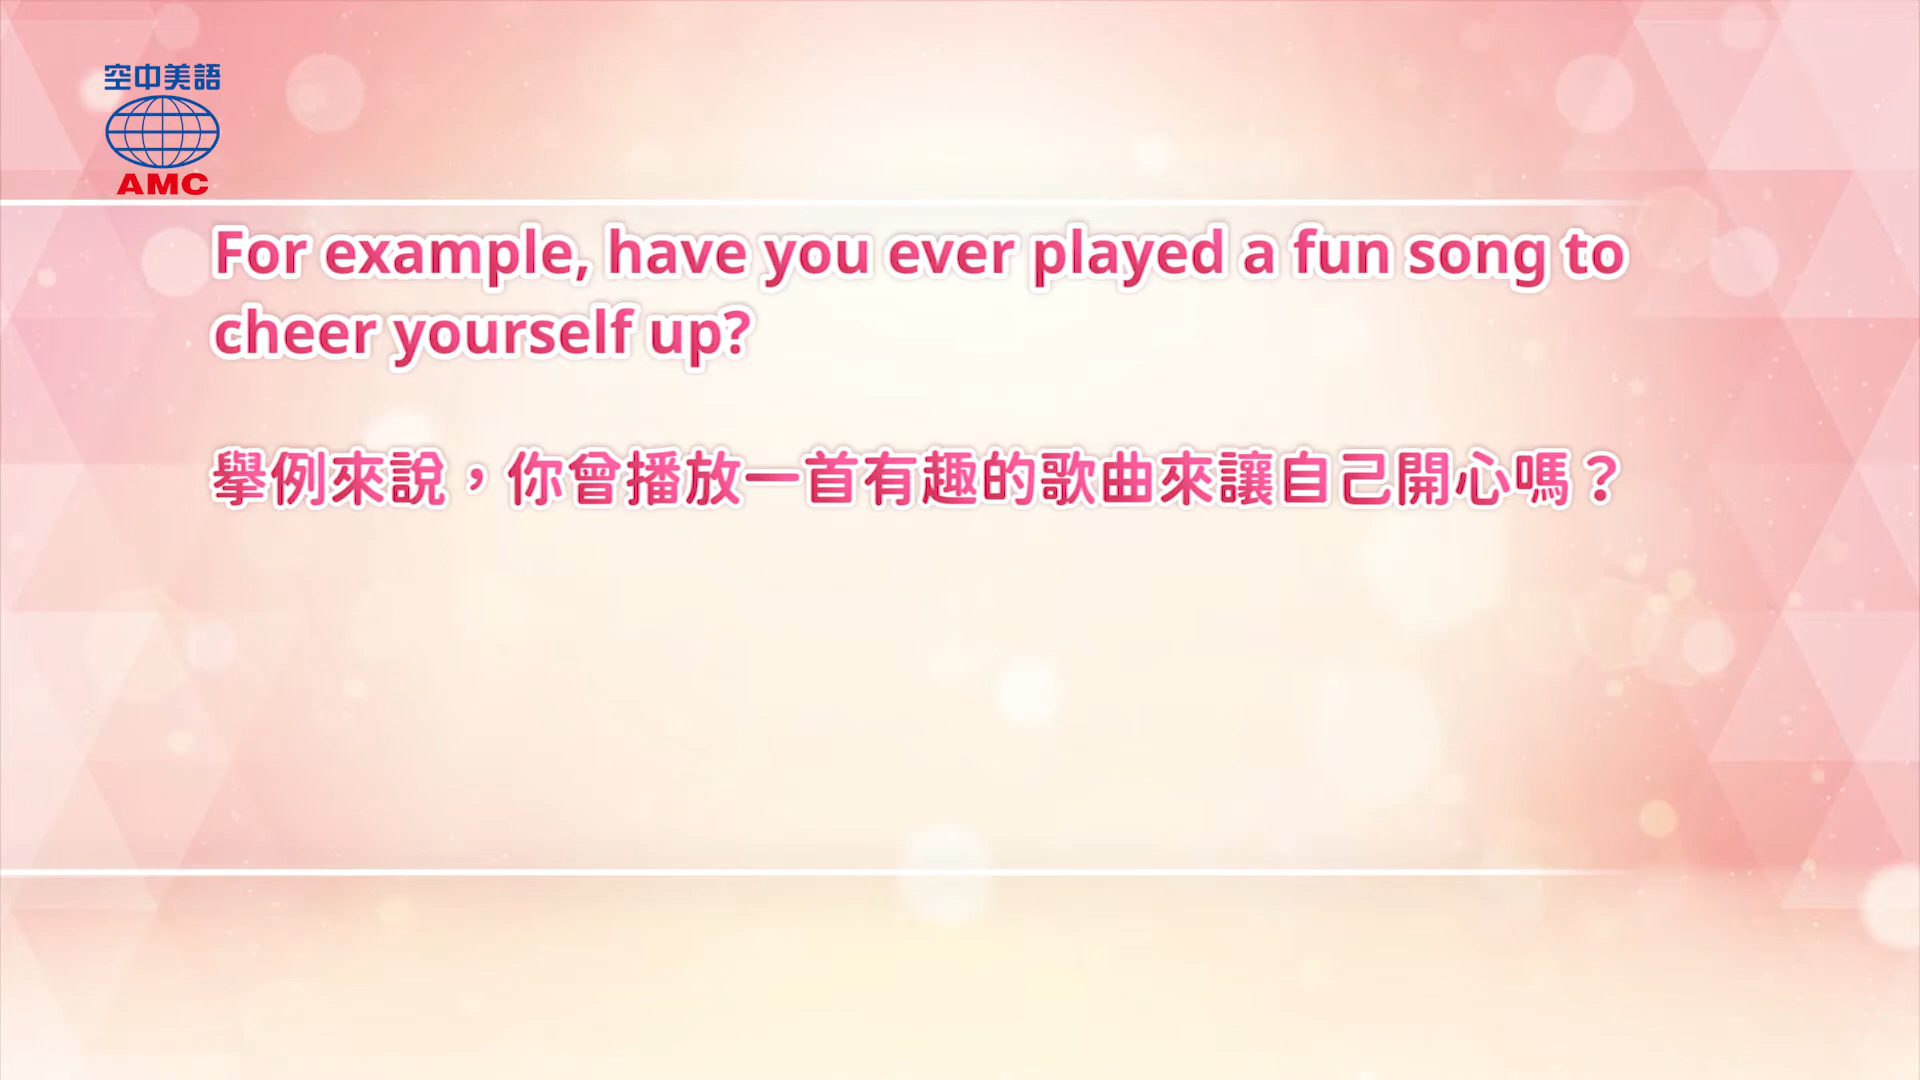 空中美語
AMC
For example, have you ever played a fun song to
cheer yourself up?
舉例來說，你曾播放一首有趣的歌曲來讓自己開心嗎？